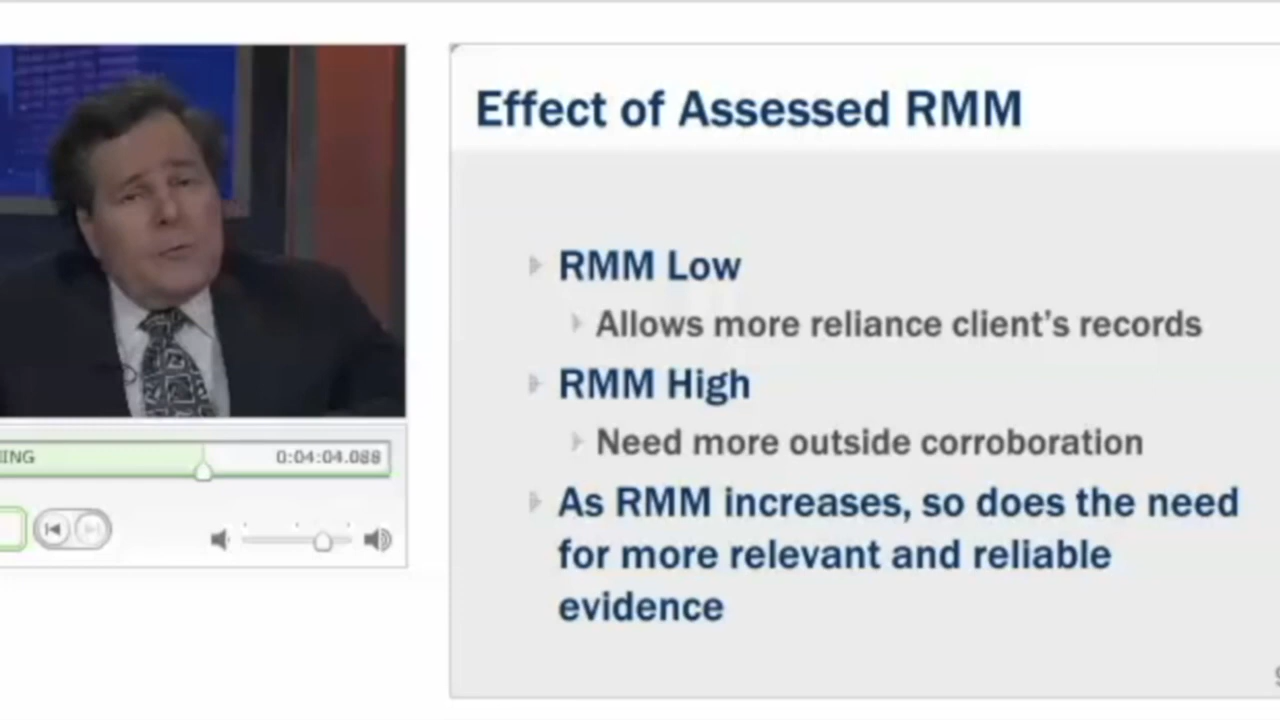 Effect of Assessed RMM
RMM Low
Allows more reliance client's records
RMM High
Need more outside corroboration
As RMM increases, so does the need
for more relevant and reliable
evidence
ING
0:04:04.088
9